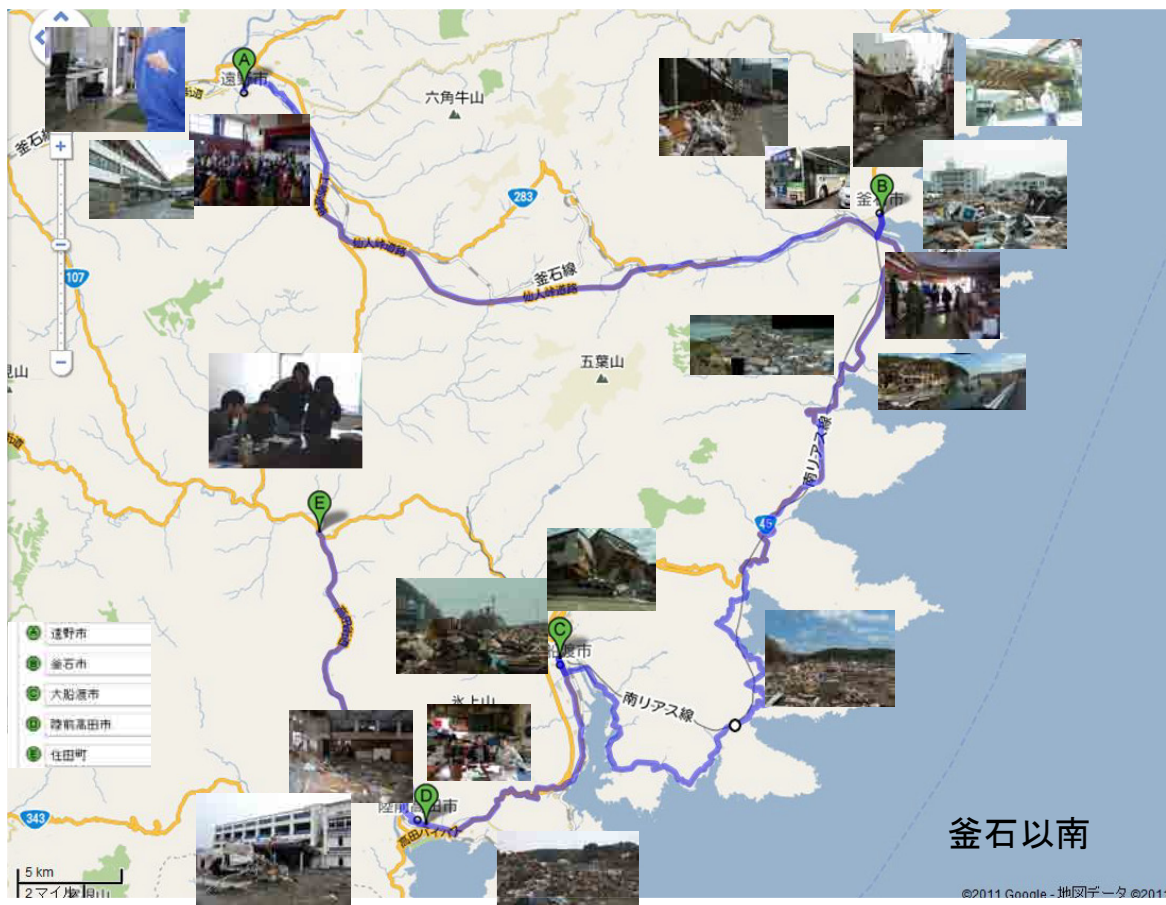 A
遠野市
六角牛山
釜石線
283
B
釜石市
仙人峠道路
釜石線
仙人峠道路
107
五葉山
見山
南リアス線
E
45
C
船渡市
A 遠野市
B 釜石市
C 大船渡市
D 陸前高田市
E 住田町
氷上山
南リアス線
D
陸前高田市
高田バイパス
343
釜石以南
5 km
2 マイル
©2011 Google - 地図データ ©2011